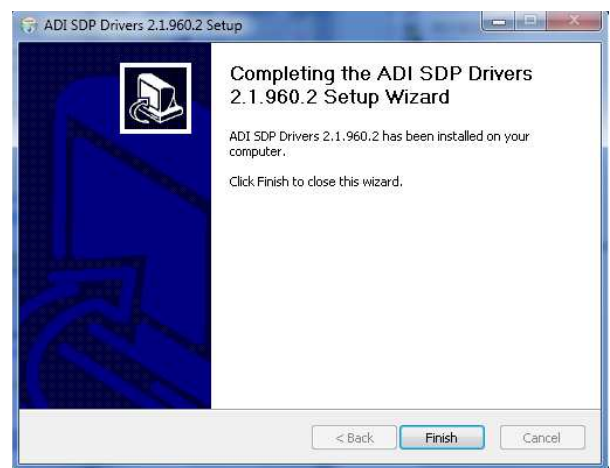 ADI SDP Drivers 2.1.960.2 Setup
Completing the ADI SDP Drivers
2.1.960.2 Setup Wizard
ADI SDP Drivers 2.1.960.2 has been installed on your
computer.
Click Finish to close this wizard.
< Back
Finish
Cancel